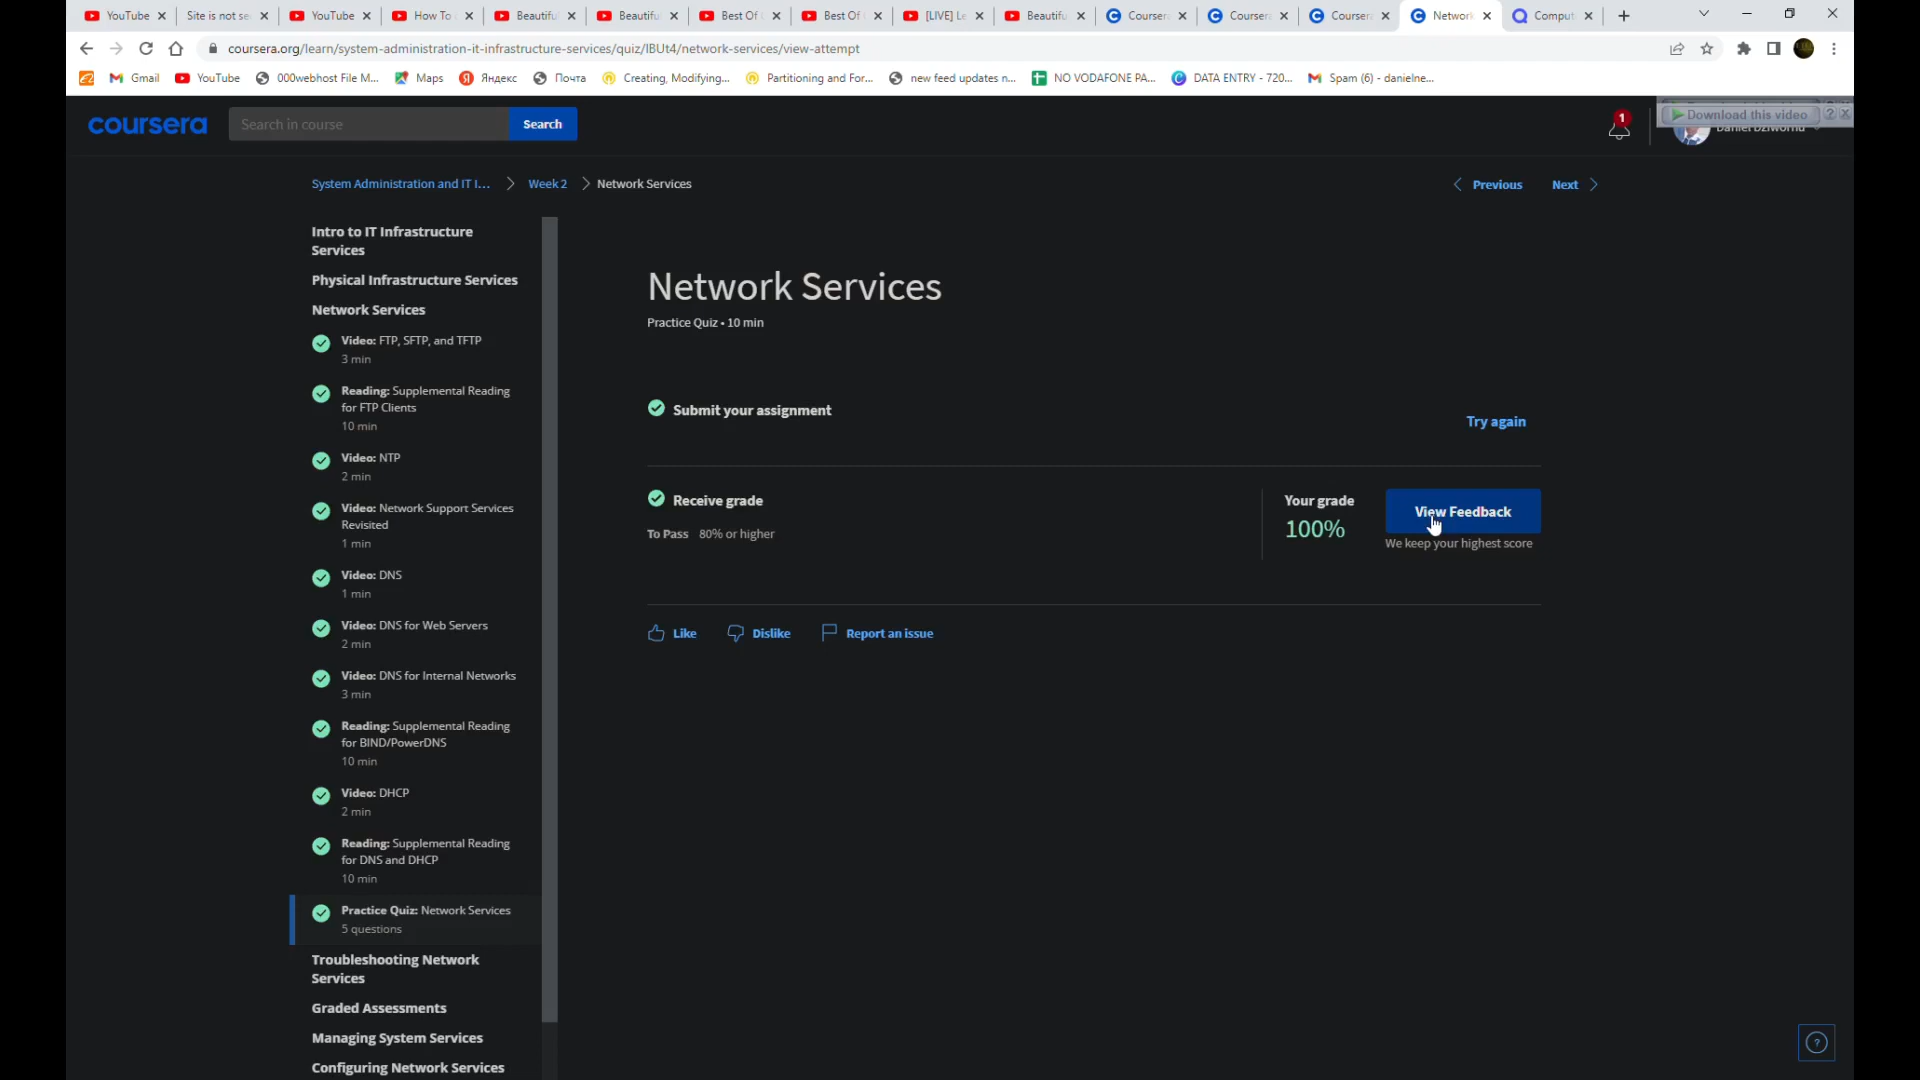 YouTube
Site is not se
YouTube
How To
Beautifu
Beautifu
Best Of
Best Of
[LIVE] Le
Beautifu
Coursera
Coursera
Coursera
Network
Comput
coursera.org/learn/system-administration-it-infrastructure-services/quiz/IBUt4/network-services/view-attempt
Gmail
YouTube
000webhost File M...
Maps
Яндекс
Почта
Creating, Modifying...
Partitioning and For...
new feed updates n...
NO VODAFONE PA...
DATA ENTRY - 720...
Spam (6) - danielne...
coursera
Search in course
Search
1
Download this video
System Administration and IT I...
Week 2
Network Services
Previous
Next
Intro to IT Infrastructure
Services
Physical Infrastructure Services
Network Services
Video: FTP, SFTP, and TFTP
3 min
Reading: Supplemental Reading
for FTP Clients
10 min
Video: NTP
2 min
Video: Network Support Services
Revisited
1 min
Video: DNS
1 min
Video: DNS for Web Servers
2 min
Video: DNS for Internal Networks
3 min
Reading: Supplemental Reading
for BIND/PowerDNS
10 min
Video: DHCP
2 min
Reading: Supplemental Reading
for DNS and DHCP
10 min
Practice Quiz: Network Services
5 questions
Troubleshooting Network
Services
Graded Assessments
Managing System Services
Configuring Network Services
Network Services
Practice Quiz • 10 min
Submit your assignment
Try again
Receive grade
To Pass 80% or higher
Your grade
100%
View Feedback
We keep your highest score
Like
Dislike
Report an issue